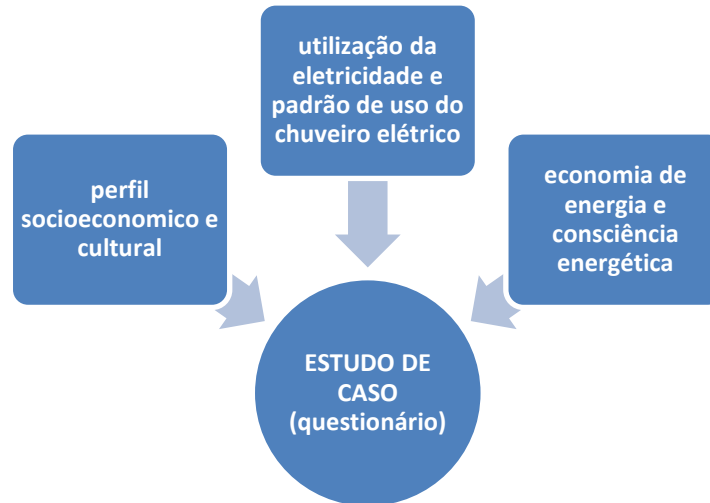 utilização da
eletricidade e
padrão de uso do
chuveiro elétrico
perfil
socioeconomico e
cultural
economia de
energia e
consciência
energética
ESTUDO DE
CASO
(questionário)